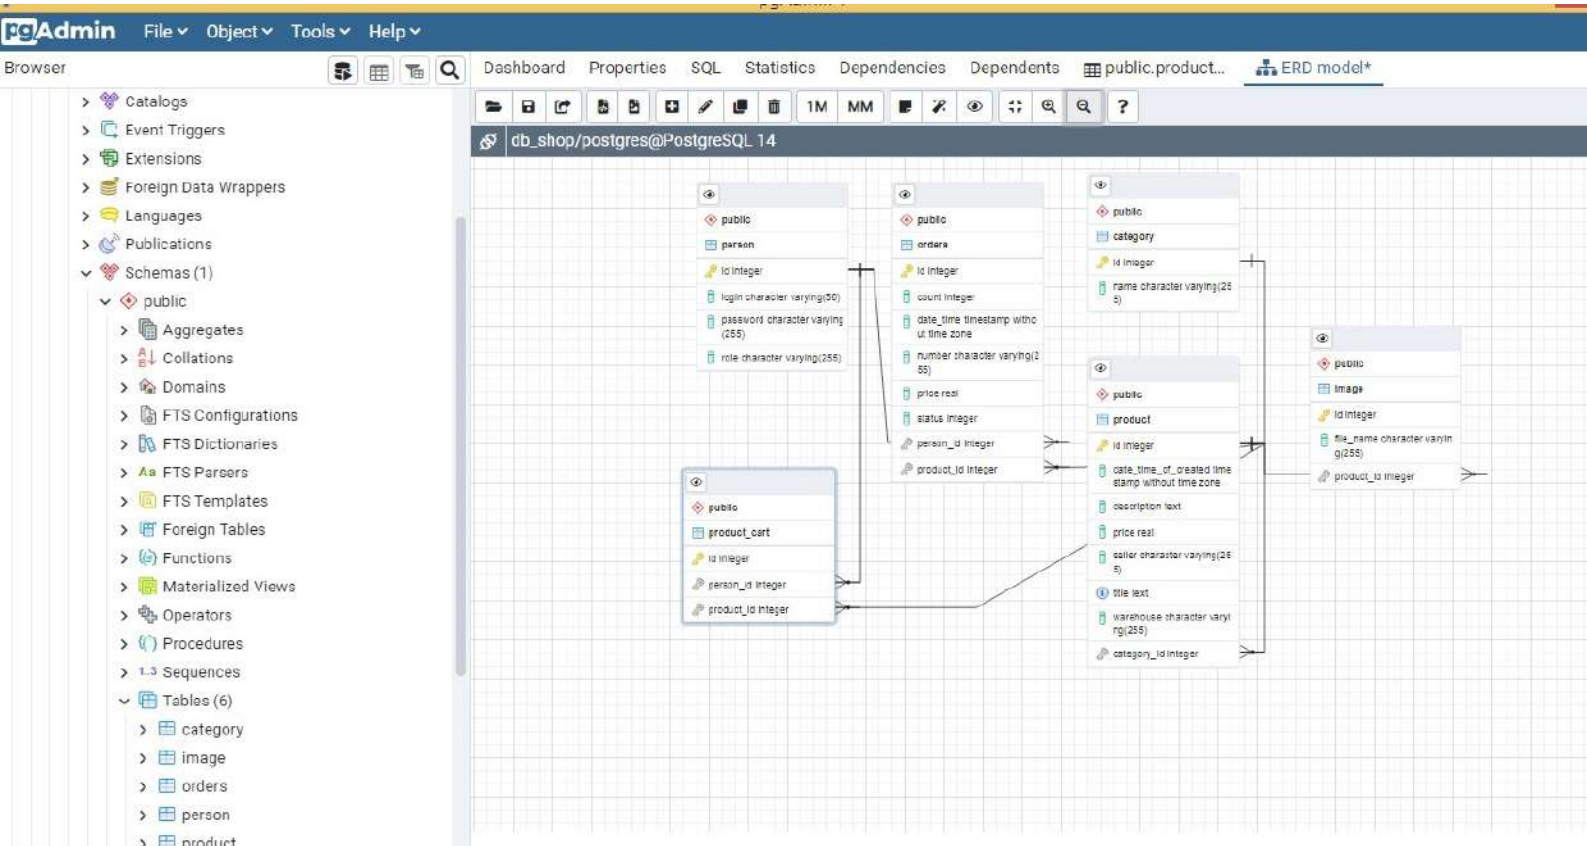 pgAdmin File Object Tools Help
Browser
Dashboard Properties SQL Statistics Dependencies Dependents public.product... ERD model*
1M MM ?
db_shop/postgres@PostgreSQL 14
Catalogs
Event Triggers
Extensions
Foreign Data Wrappers
Languages
Publications
Schemas (1)
public
Aggregates
Collations
Domains
FTS Configurations
FTS Dictionaries
Aa FTS Parsers
FTS Templates
Foreign Tables
Functions
Materialized Views
Operators
Procedures
1..3 Sequences
Tables (6)
category
image
orders
person
product
public
person
id integer
login character varying(50)
password character varying
(255)
role character varying(255)
public
orders
id integer
count integer
date_time timestamp witho
ut time zone
number character varying(2
55)
price real
status integer
person_id integer
product_id integer
public
category
id integer
name character varying(25
5)
public
product
id integer
date_time_of_created time
stamp without time zone
description text
price real
seller character varying(25
5)
title text
warehouse character varyi
ng(255)
category_id integer
public
image
id integer
file_name character varyin
g(255)
product_id integer
public
product_cart
id integer
person_id integer
product_id integer